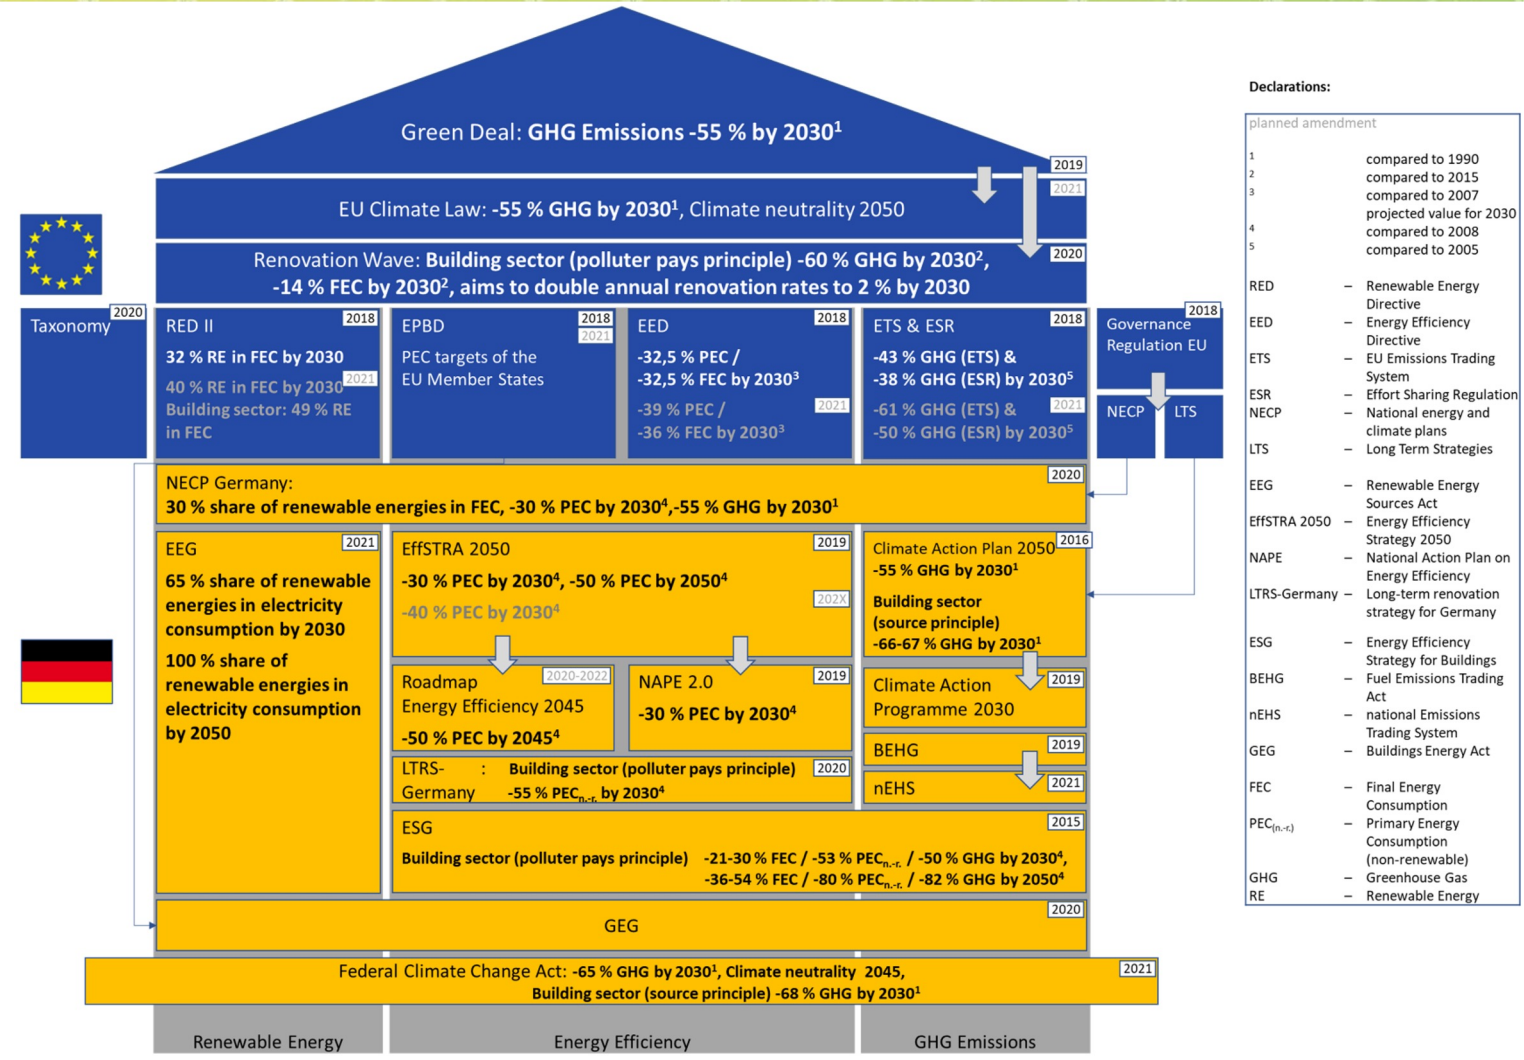 Green Deal: GHG Emissions -55 % by 2030¹
2019
EU Climate Law: -55 % GHG by 2030¹, Climate neutrality 2050
2021
Renovation Wave: Building sector (polluter pays principle) -60 % GHG by 2030²,
-14 % FEC by 2030², aims to double annual renovation rates to 2 % by 2030
2020
Taxonomy
2020
RED II
2018
32 % RE in FEC by 2030
40 % RE in FEC by 2030
2021
Building sector: 49 % RE
in FEC
EPBD
2018
2021
PEC targets of the
EU Member States
EED
2018
-32,5 % PEC /
-32,5 % FEC by 2030³
-39 % PEC /
2021
-36 % FEC by 2030³
ETS & ESR
2018
-43 % GHG (ETS) &
-38 % GHG (ESR) by 2030⁵
-61 % GHG (ETS) &
2021
-50 % GHG (ESR) by 2030⁵
2018
Governance
Regulation EU
NECP
LTS
NECP Germany:
2020
30 % share of renewable energies in FEC, -30 % PEC by 2030⁴,-55 % GHG by 2030¹
EEG
2021
65 % share of renewable
energies in electricity
consumption by 2030
100 % share of
renewable energies in
electricity consumption
by 2050
EffSTRA 2050
2019
-30 % PEC by 2030⁴, -50 % PEC by 2050⁴
-40 % PEC by 2030⁴
202X
Climate Action Plan 2050
2016
-55 % GHG by 2030¹
Building sector
(source principle)
-66-67 % GHG by 2030¹
Roadmap
2020-2022
Energy Efficiency 2045
-50 % PEC by 2045⁴
NAPE 2.0
2019
-30 % PEC by 2030⁴
Climate Action
2019
Programme 2030
BEHG
2019
nEHS
2021
LTRS- : Building sector (polluter pays principle)
2020
Germany -55 % PECn.-r. by 2030⁴
ESG
2015
Building sector (polluter pays principle) -21-30 % FEC / -53 % PECn.-r. / -50 % GHG by 2030⁴,
-36-54 % FEC / -80 % PECn.-r. / -82 % GHG by 2050⁴
GEG
2020
Federal Climate Change Act: -65 % GHG by 2030¹, Climate neutrality 2045,
2021
Building sector (source principle) -68 % GHG by 2030¹
Renewable Energy
Energy Efficiency
GHG Emissions
Declarations:
planned amendment
1 compared to 1990
2 compared to 2015
3 compared to 2007
projected value for 2030
4 compared to 2008
5 compared to 2005
RED – Renewable Energy
Directive
EED – Energy Efficiency
Directive
ETS – EU Emissions Trading
System
ESR – Effort Sharing Regulation
NECP – National energy and
climate plans
LTS – Long Term Strategies
EEG – Renewable Energy
Sources Act
EffSTRA 2050 – Energy Efficiency
Strategy 2050
NAPE – National Action Plan on
Energy Efficiency
LTRS-Germany – Long-term renovation
strategy for Germany
ESG – Energy Efficiency
Strategy for Buildings
BEHG – Fuel Emissions Trading
Act
nEHS – national Emissions
Trading System
GEG – Buildings Energy Act
FEC – Final Energy
Consumption
PEC(n.-r.) – Primary Energy
Consumption
(non-renewable)
GHG – Greenhouse Gas
RE – Renewable Energy